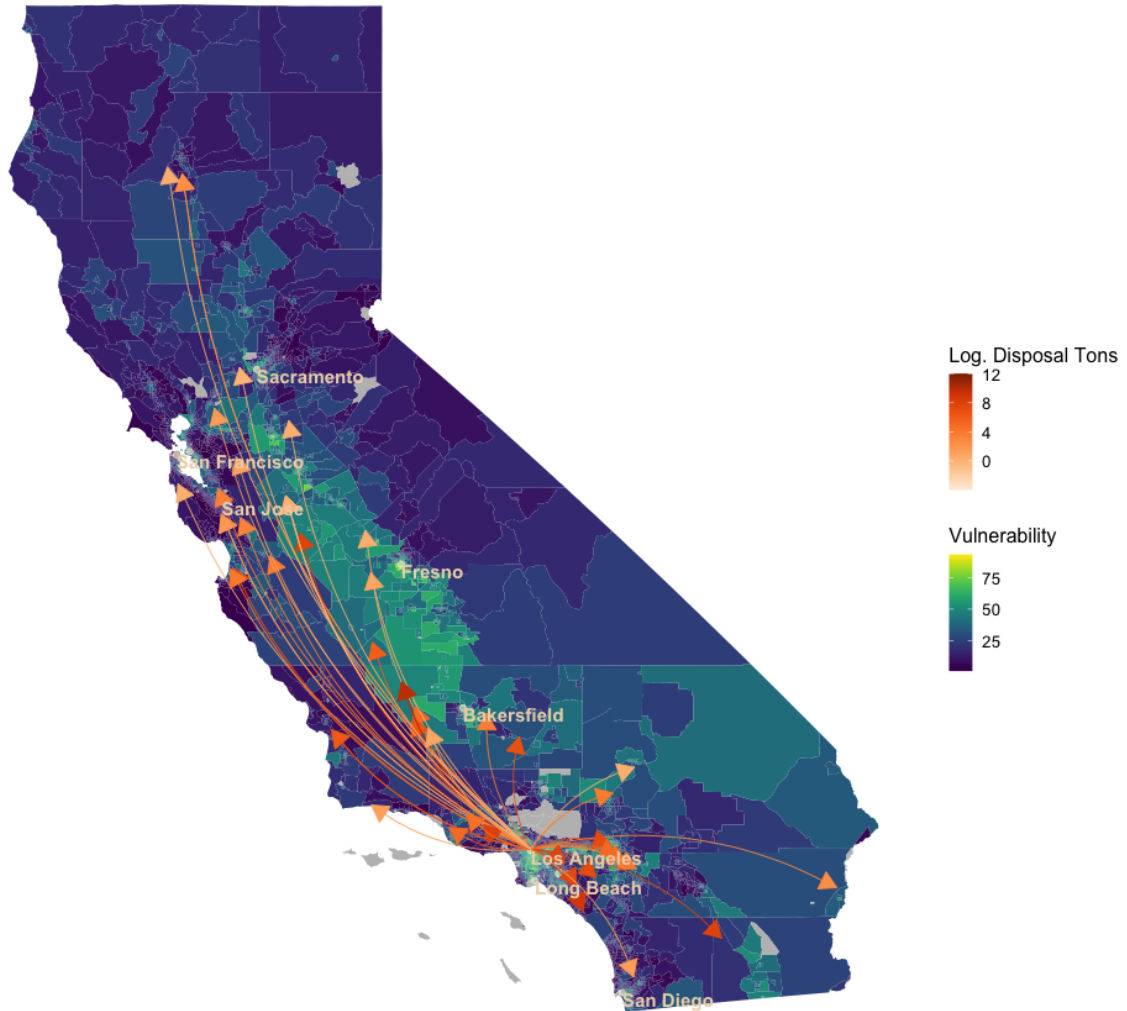 Sacramento
San Francisco
San Jose
Fresno
Bakersfield
Los Angeles
Long Beach
San Diego
Log. Disposal Tons
12
8
4
0
Vulnerability
75
50
25